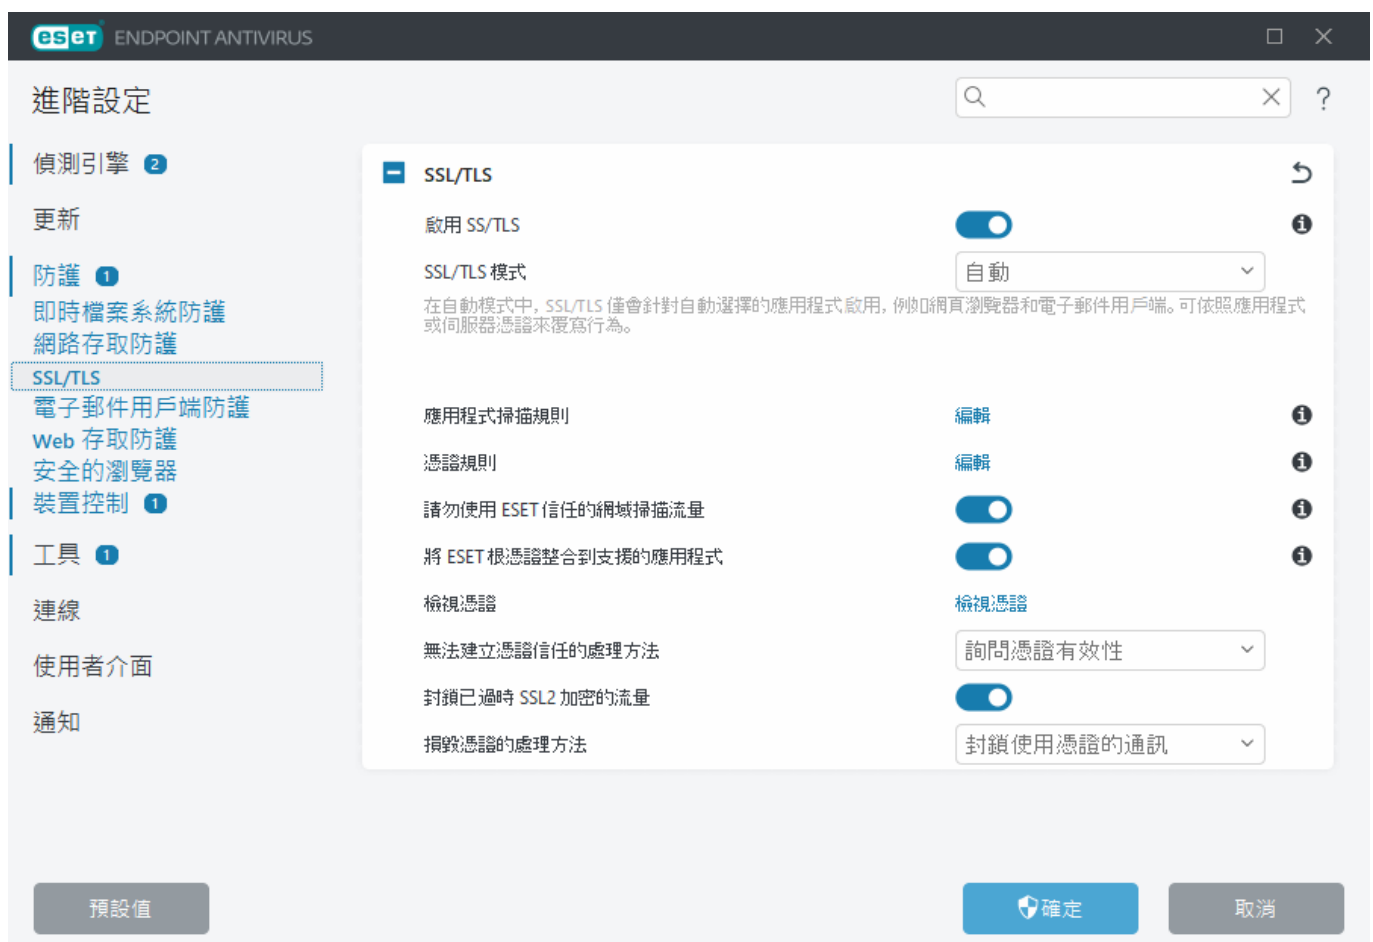 eset ENDPOINT ANTIVIRUS
進階設定
?
偵測引擎 2
更新
防護 1
即時檔案系統防護
網路存取防護
SSL/TLS
電子郵件用戶端防護
Web 存取防護
安全的瀏覽器
裝置控制 1
工具 1
連線
使用者介面
通知
SSL/TLS
啟用 SS/TLS
SSL/TLS 模式
自動
在自動模式中, SSL/TLS 僅會針對自動選擇的應用程式啟用, 例如網頁瀏覽器和電子郵件用戶端。可依照應用程式
或伺服器憑證來覆寫行為。
應用程式掃描規則
編輯
憑證規則
編輯
請勿使用 ESET 信任的網域掃描流量
將 ESET 根憑證整合到支援的應用程式
檢視憑證
檢視憑證
無法建立憑證信任的處理方法
詢問憑證有效性
封鎖已過時 SSL2 加密的流量
損毀憑證的處理方法
封鎖使用憑證的通訊
預設值
確定
取消